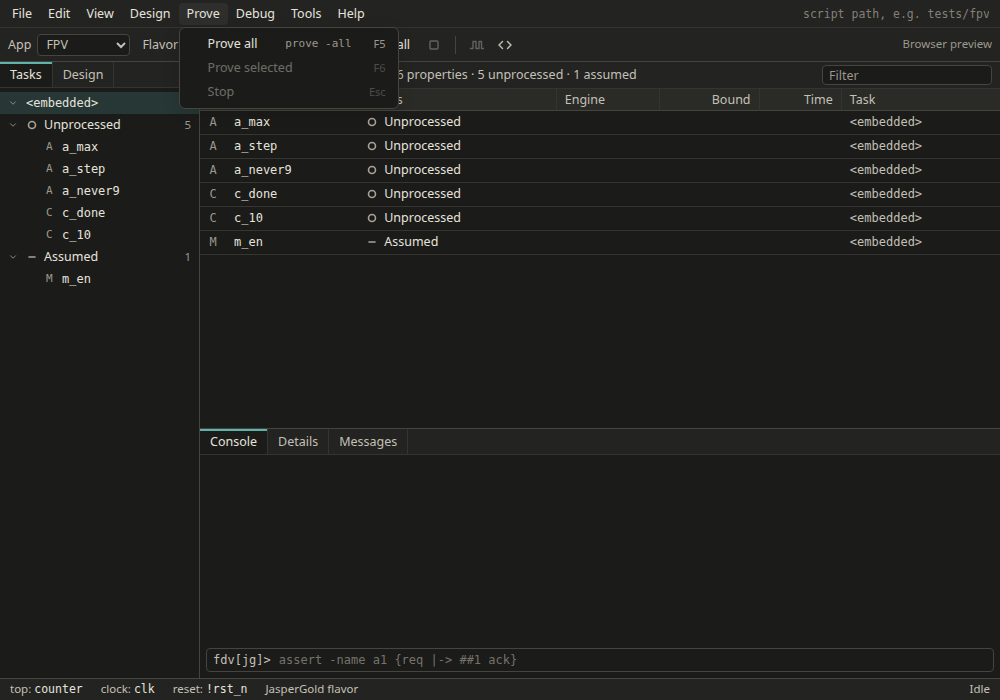 File Edit View Design Prove Debug Tools Help script path, e.g. tests/fpv
App FPV Flavor all Browser preview
Prove all prove -all F5
Prove selected F6
Stop Esc
Tasks Design 6 properties · 5 unprocessed · 1 assumed Filter
Engine Bound Time Task
<embedded>
Unprocessed 5
A a_max
A a_step
A a_never9
C c_done
C c_10
Assumed 1
M m_en
A a_max Unprocessed <embedded>
A a_step Unprocessed <embedded>
A a_never9 Unprocessed <embedded>
C c_done Unprocessed <embedded>
C c_10 Unprocessed <embedded>
M m_en Assumed <embedded>
Console Details Messages
fdv[jg]> assert -name a1 {req |-> ##1 ack}
top: counter clock: clk reset: !rst_n JasperGold flavor Idle